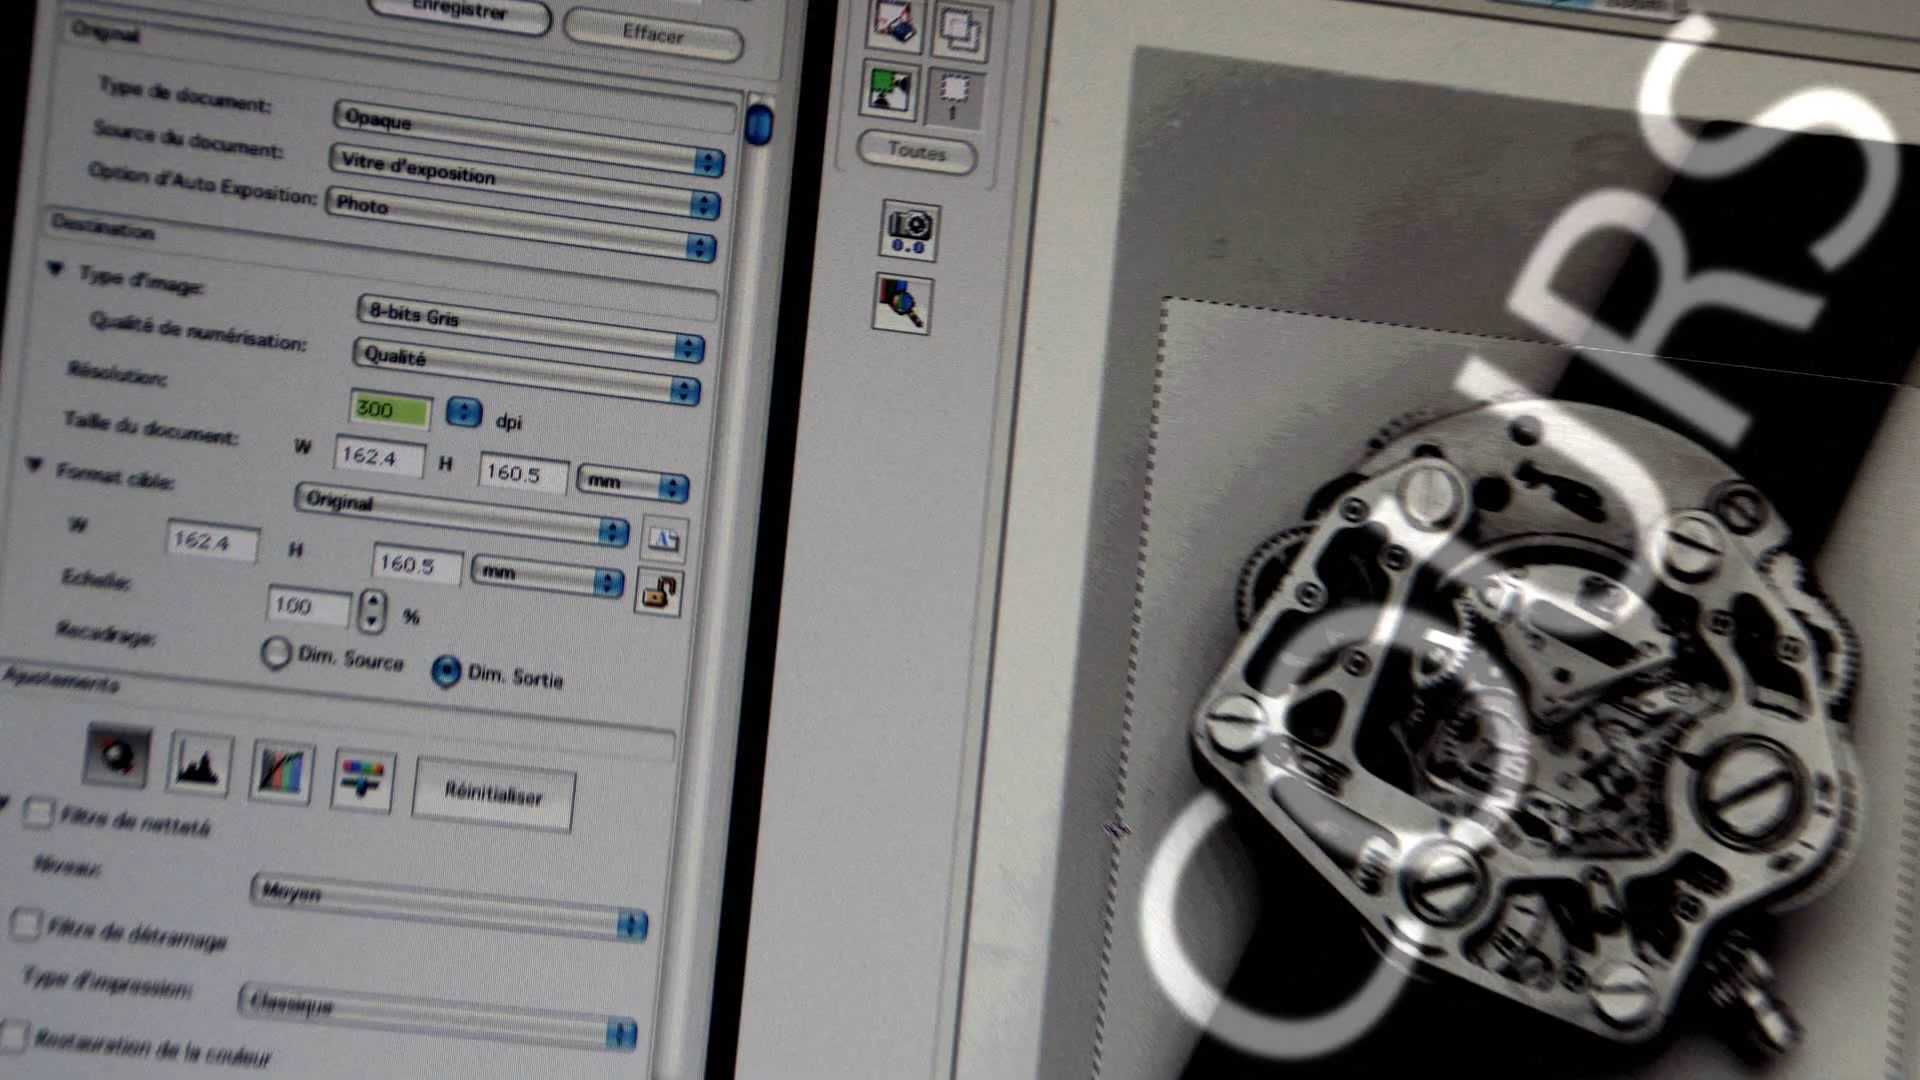 Enregistrer
Effacer
Original
Type de document:
Opaque
Source du document:
Vitre d'exposition
Option d'Auto Exposition:
Photo
Destination
Type d'image:
8-bits Gris
Qualité de numérisation:
Qualité
Résolution:
300
dpi
Taille du document:
W
162.4
H
160.5
mm
Format cible:
Original
W
162.4
H
160.5
mm
Echelle:
100
%
Recadrage:
Dim. Source
Dim. Sortie
Ajustements
Réinitialiser
Filtre de netteté
Niveau:
Moyen
Filtre de détramage
Type d'impression:
Classique
Restauration de la couleur
1
Toutes
0.0
COURS